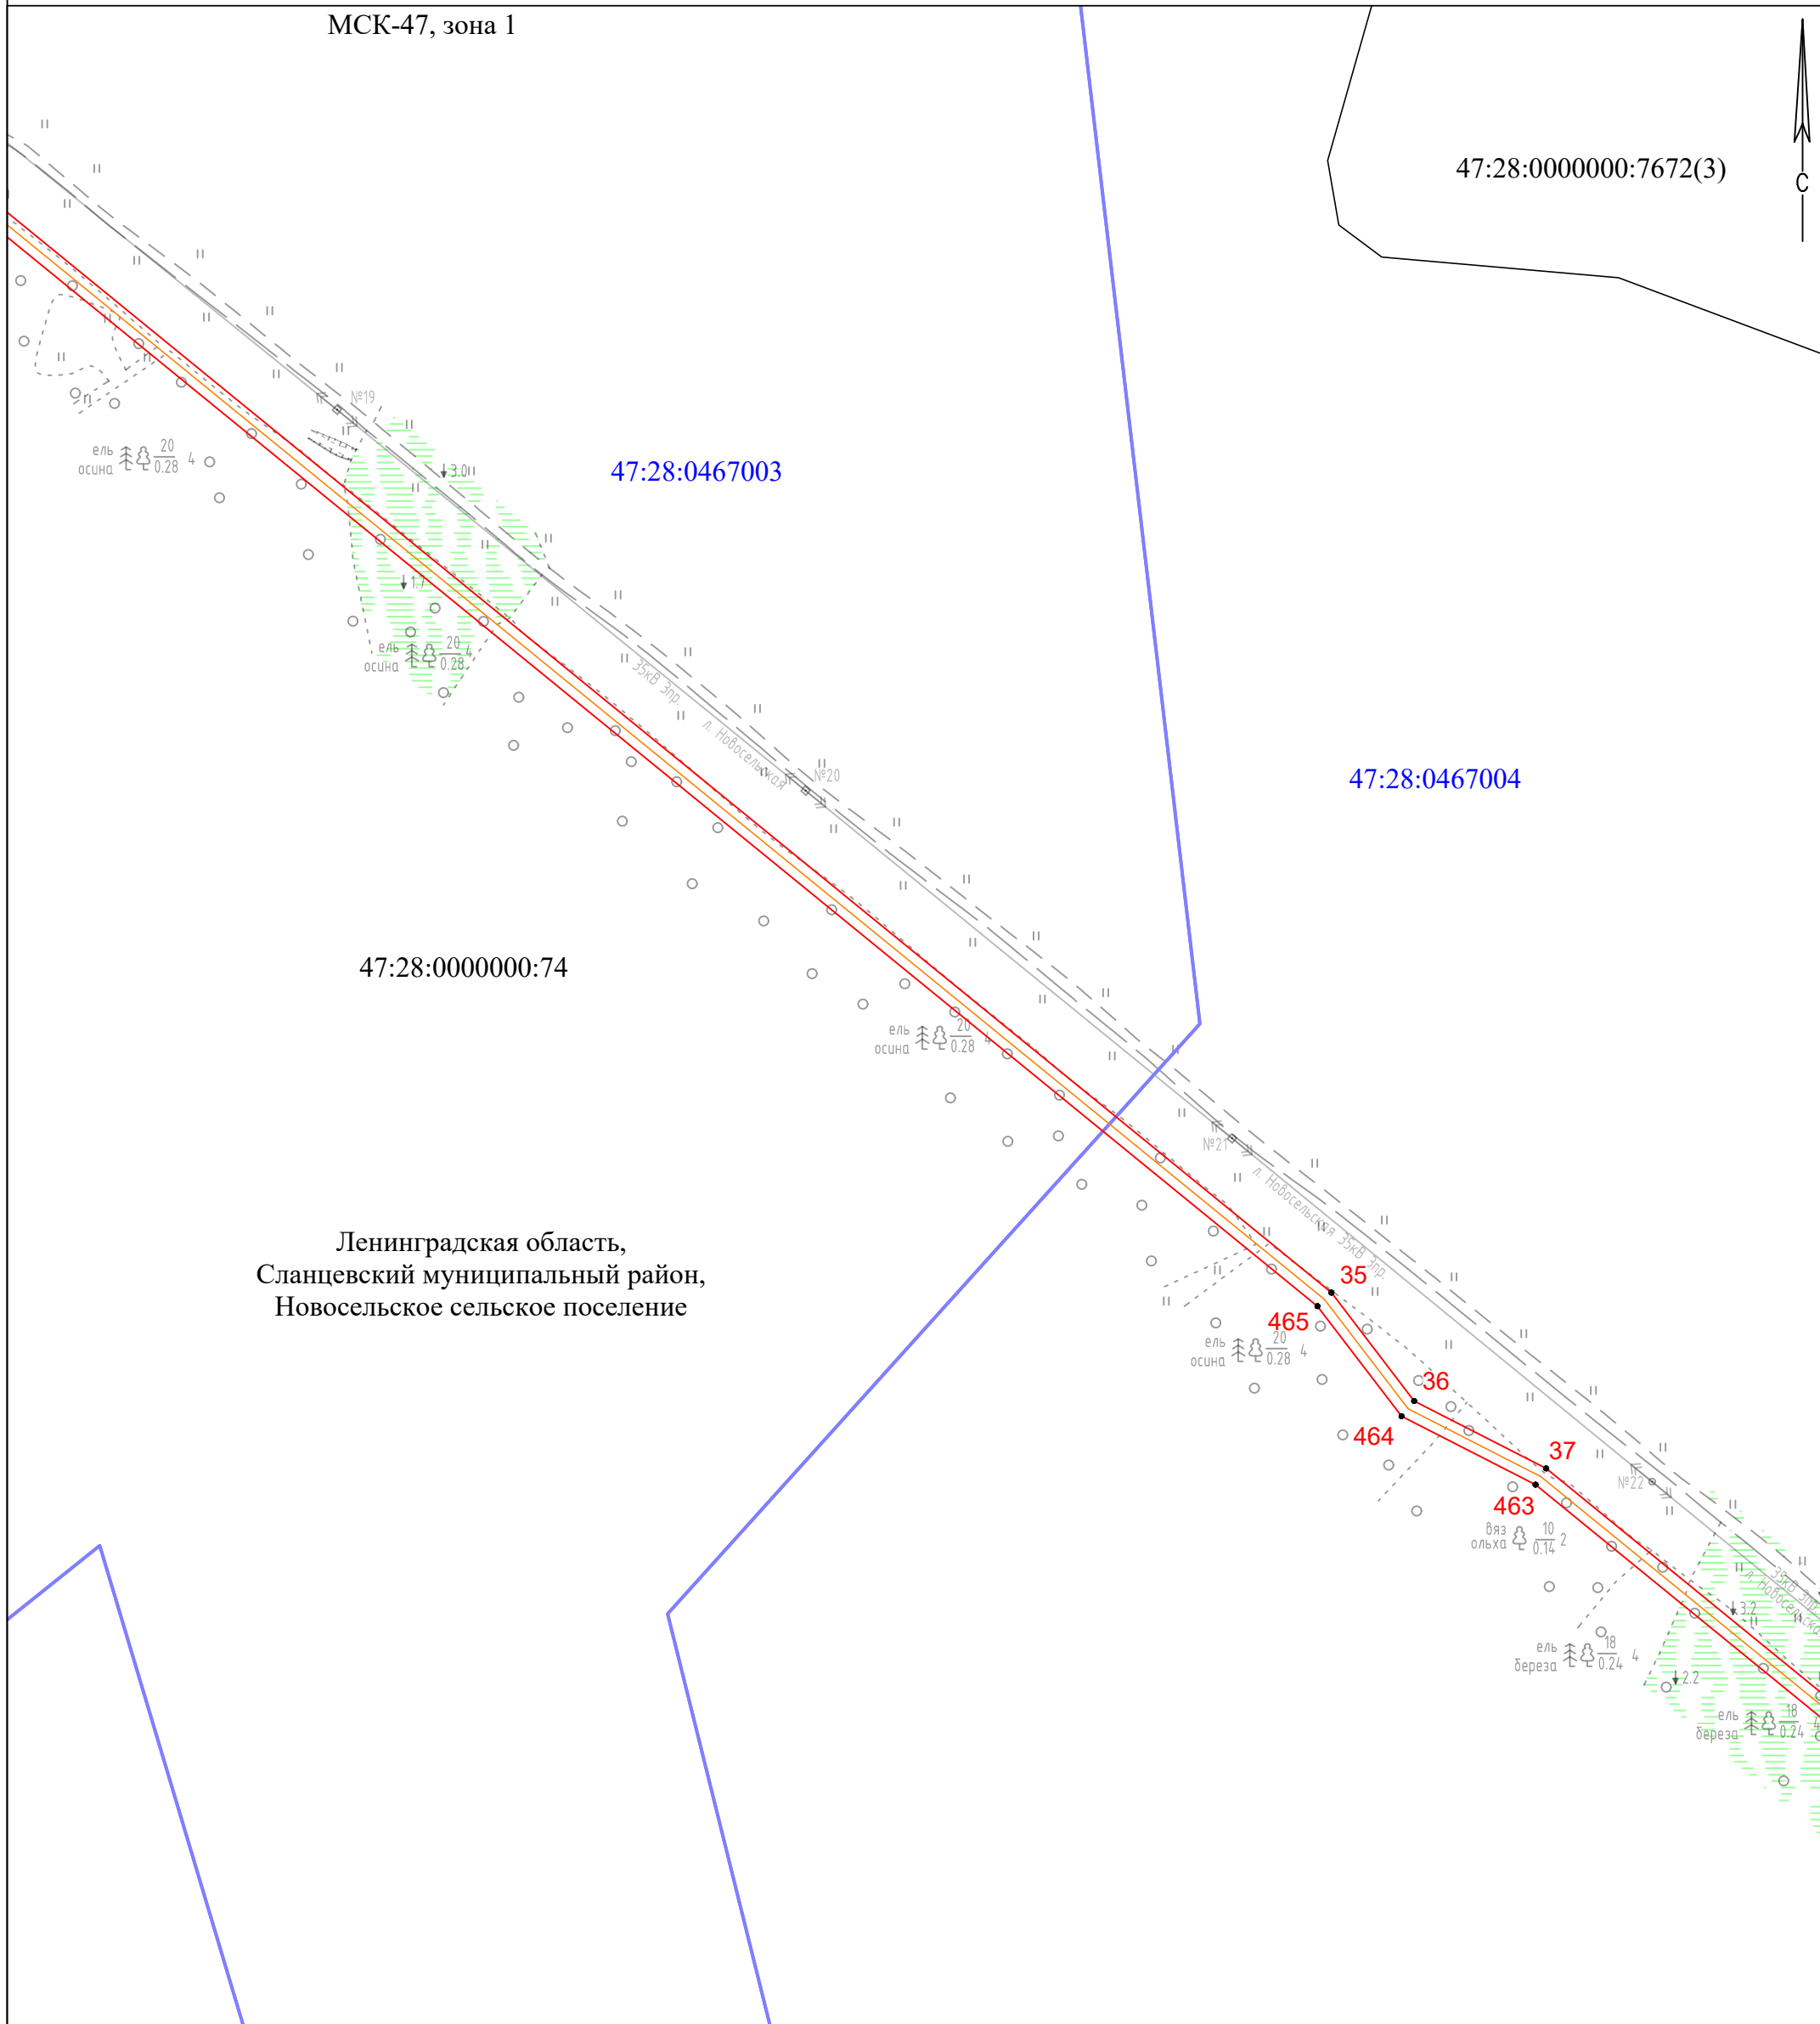 МСК-47, зона 1
47:28:0000000:7672(3)
С
№19
ель
осина
20
0.28
4
3.0
47:28:0467003
1.7
ель
осина
20
0.28
4
35кВ 3пр.
л. Новосельская
№20
47:28:0467004
47:28:0000000:74
ель
осина
20
0.28
4
№21
л. Новосельская 35кВ 3пр.
Ленинградская область,
Сланцевский муниципальный район,
Новосельское сельское поселение
35
465
ель
осина
20
0.28
4
36
464
37
№22
463
вяз
ольха
10
0.14
2
35кВ 3пр.
3.2
ель
береза
18
0.24
4
2.2
ель
береза
18
0.24
4